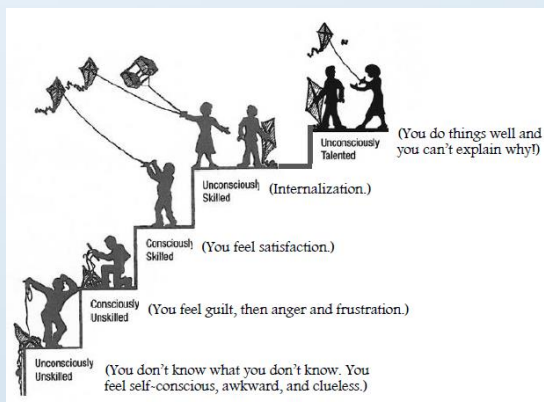 Unconsciously
Talented
(You do things well and
you can't explain why!)
Unconsciously
Skilled
(Internalization.)
Consciously
Skilled
(You feel satisfaction.)
Consciously
Unskilled
(You feel guilt, then anger and frustration.)
Unconsciously
Unskilled
(You don't know what you don't know. You
feel self-conscious, awkward, and clueless.)